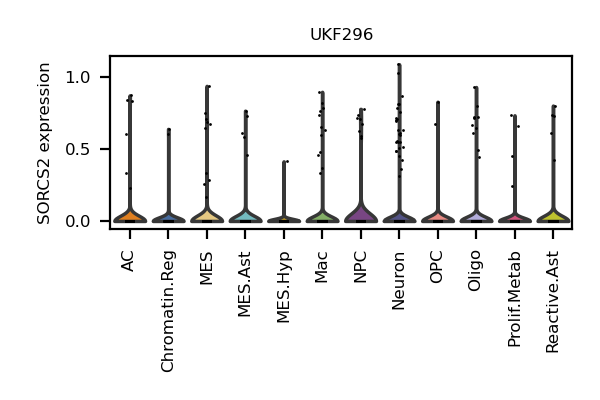 UKF296
SORCS2 expression
1.0
0.5
0.0
AC
Chromatin.Reg
MES
MES.Ast
MES.Hyp
Mac
NPC
Neuron
OPC
Oligo
Prolif.Metab
Reactive.Ast